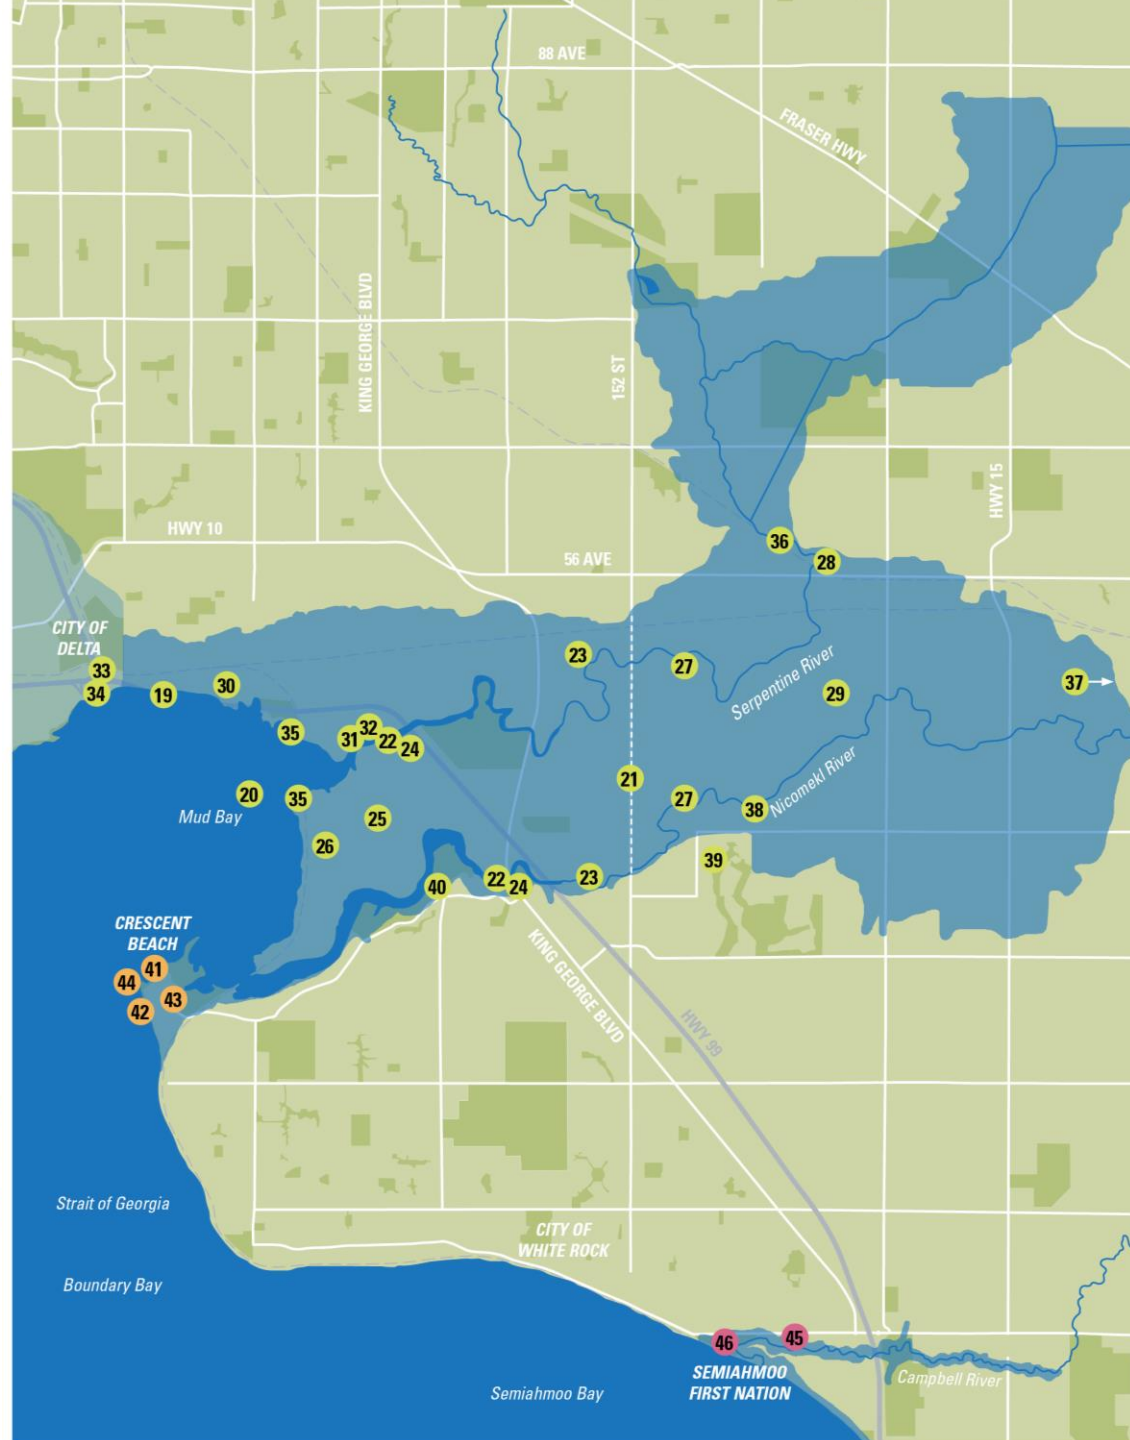 88 AVE
FRASER HWY
KING GEORGE BLVD
152 ST
HWY 15
HWY 10
56 AVE
36
28
CITY OF
DELTA
33
34
19
30
23
27
Serpentine River
29
37
35
31
32
22
24
21
20
35
Mud Bay
25
26
27
38
Nicomekl River
39
40
22
24
23
CRESCENT
BEACH
41
44
43
42
KING GEORGE BLVD
HWY 99
Strait of Georgia
CITY OF
WHITE ROCK
Boundary Bay
46
45
SEMIAHMOO
FIRST NATION
Campbell River
Semiahmoo Bay